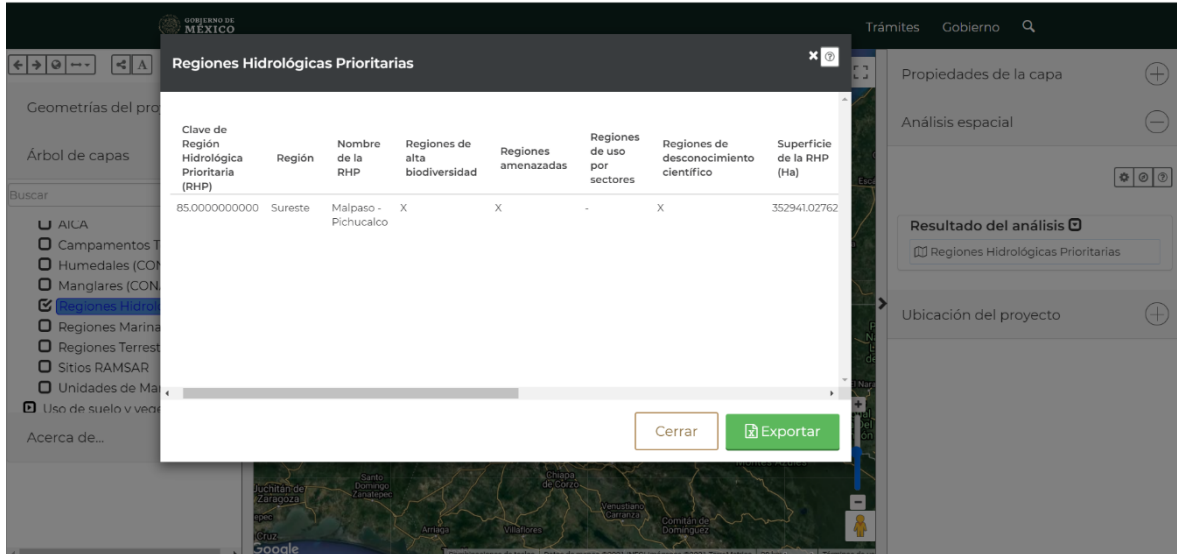 GOBIERNO DE
MÉXICO
Trámites Gobierno
Regiones Hidrológicas Prioritarias
Propiedades de la capa
Geometrías del pro
Análisis espacial
Árbol de capas
Buscar
Clave de
Región
Hidrológica
Prioritaria
(RHP)
Región
Nombre
de la
RHP
Regiones de
alta
biodiversidad
Regiones
amenazadas
Regiones
de uso
por
sectores
Regiones de
desconocimiento
científico
Superficie
de la RHP
(Ha)
85.0000000000 Sureste Malpaso - X X - X 352941.02762
Pichucalco
AICA
Campamentos T
Humedales (CON
Manglares (CON
Regiones Hidrol
Regiones Marina
Regiones Terrest
Sitios RAMSAR
Unidades de Ma
Uso de suelo y vege
Acerca de...
Resultado del análisis
Regiones Hidrológicas Prioritarias
Ubicación del proyecto
Cerrar Exportar
Juchitán de
Zaragoza
Santo
Domingo
Zanatepec
Chiapa
de Corzo
Venustiano
Carranza
Arriaga
Villaflores
Comitán de
Domínguez
Montes Azules
Google